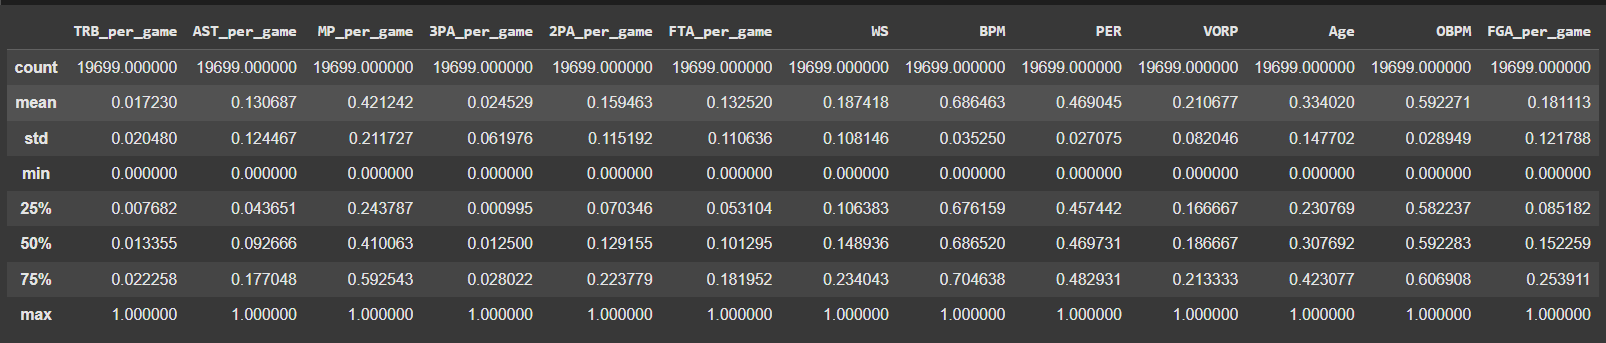 TRB_per_game AST_per_game MP_per_game 3PA_per_game 2PA_per_game FTA_per_game WS BPM PER VORP Age OBPM FGA_per_game
count 19699.000000 19699.000000 19699.000000 19699.000000 19699.000000 19699.000000 19699.000000 19699.000000 19699.000000 19699.000000 19699.000000 19699.000000 19699.000000
mean 0.017230 0.130687 0.421242 0.024529 0.159463 0.132520 0.187418 0.686463 0.469045 0.210677 0.334020 0.592271 0.181113
std 0.020480 0.124467 0.211727 0.061976 0.115192 0.110636 0.108146 0.035250 0.027075 0.082046 0.147702 0.028949 0.121788
min 0.000000 0.000000 0.000000 0.000000 0.000000 0.000000 0.000000 0.000000 0.000000 0.000000 0.000000 0.000000 0.000000
25% 0.007682 0.043651 0.243787 0.000995 0.070346 0.053104 0.106383 0.676159 0.457442 0.166667 0.230769 0.582237 0.085182
50% 0.013355 0.092666 0.410063 0.012500 0.129155 0.101295 0.148936 0.686520 0.469731 0.186667 0.307692 0.592283 0.152259
75% 0.022258 0.177048 0.592543 0.028022 0.223779 0.181952 0.234043 0.704638 0.482931 0.213333 0.423077 0.606908 0.253911
max 1.000000 1.000000 1.000000 1.000000 1.000000 1.000000 1.000000 1.000000 1.000000 1.000000 1.000000 1.000000 1.000000